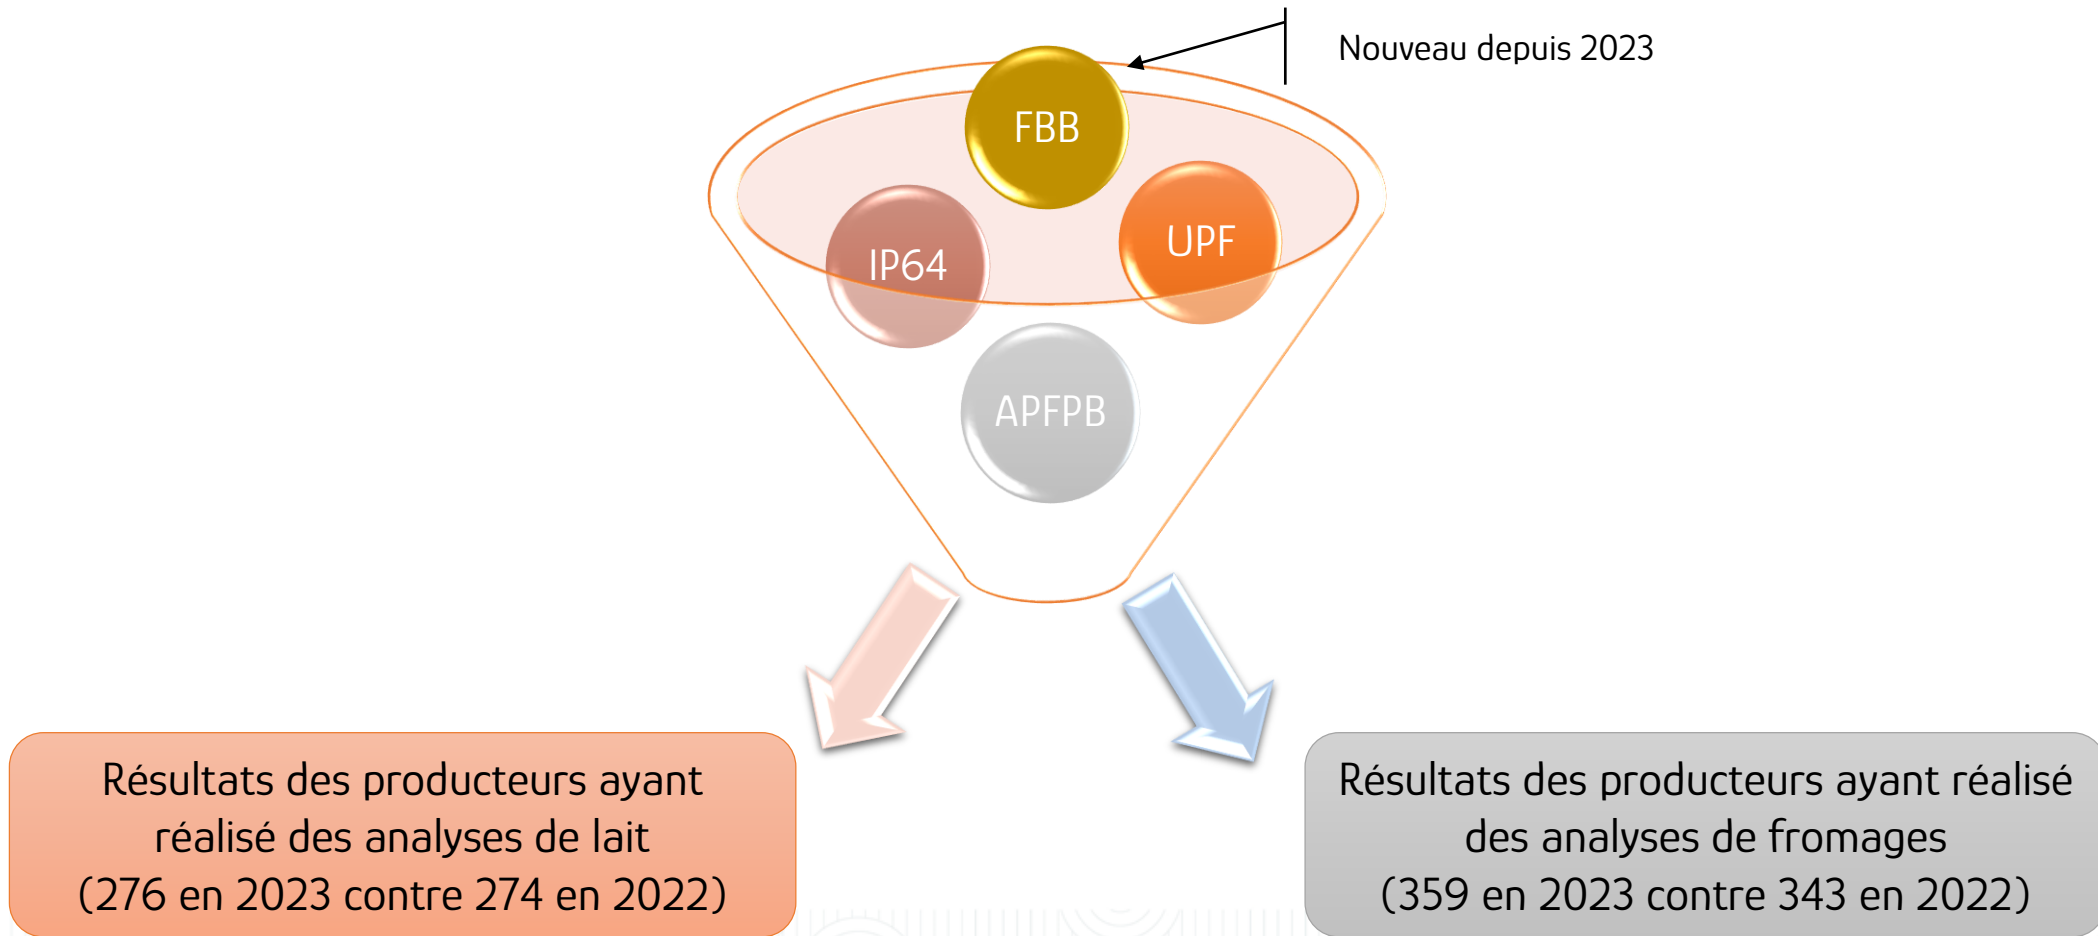 Nouveau depuis 2023
FBB
UPF
IP64
APFPB
Résultats des producteurs ayant
réalisé des analyses de lait
(276 en 2023 contre 274 en 2022)
Résultats des producteurs ayant réalisé
des analyses de fromages
(359 en 2023 contre 343 en 2022)